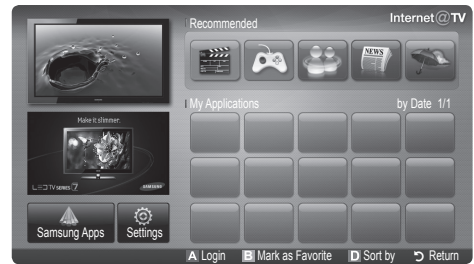 Internet@TV
Recommended
NEWS
My Applications by Date 1/1
Make it slimmer.
LED TV SERIES 7 SAMSUNG
Samsung Apps Settings
A Login B Mark as Favorite D Sort by Return